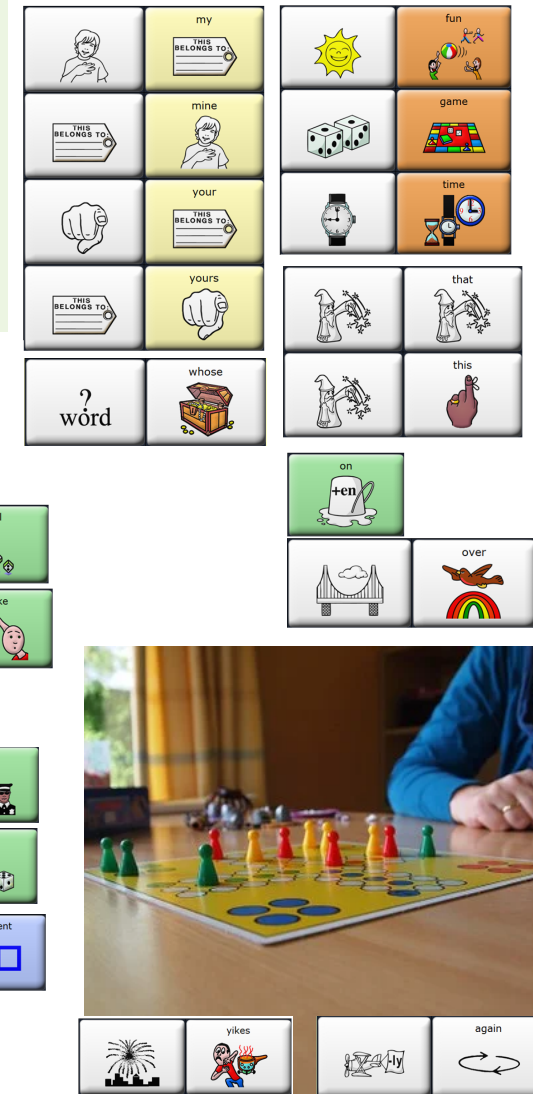 my
THIS
BELONGS TO:
THIS
BELONGS TO:
mine
your
THIS
BELONGS TO:
THIS
BELONGS TO:
yours
?
word
whose
fun
game
time
that
this
on
+en
over
yikes
-ly
again